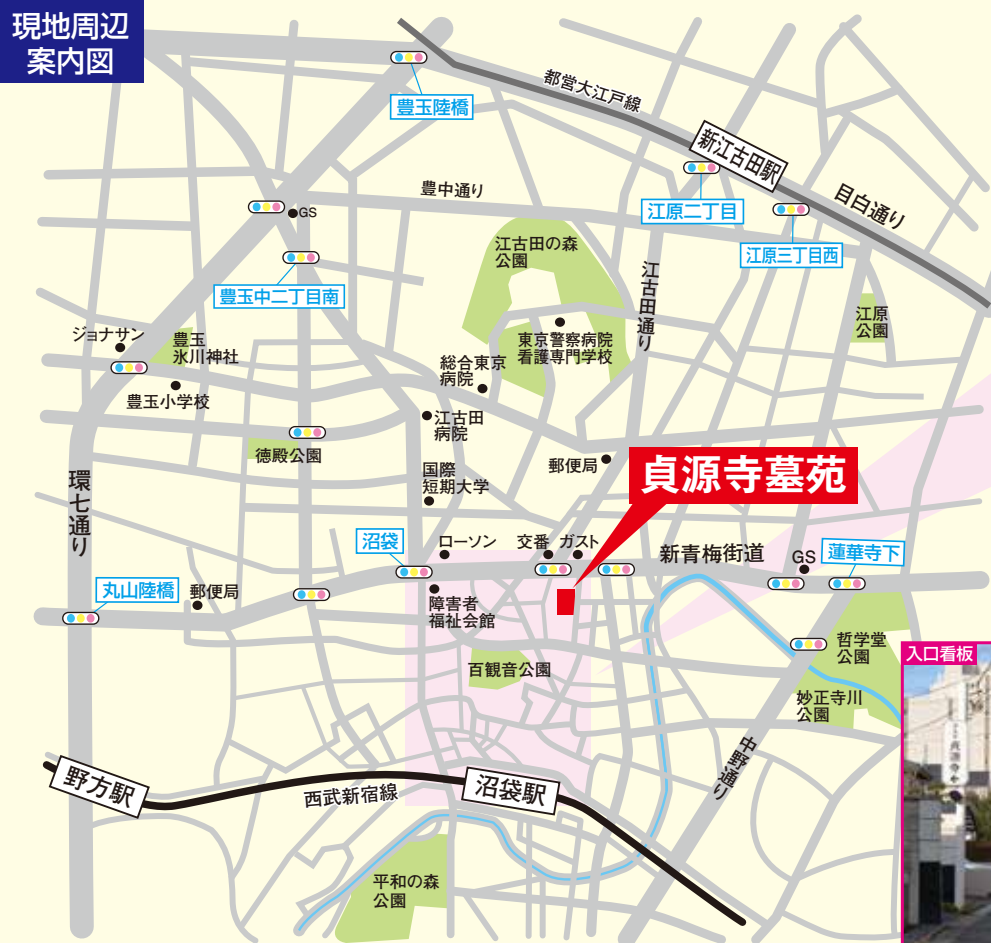 現地周辺
案内図
豊玉陸橋
都営大江戸線
新江古田駅
目白通り
豊中通り
GS
江原二丁目
江原三丁目西
江古田の森
公園
豊玉中二丁目南
江古田通り
江原
公園
ジョナサン
豊玉
氷川神社
豊玉小学校
東京警察病院
看護専門学校
総合東京
病院
江古田
病院
徳殿公園
国際
短期大学
郵便局
貞源寺墓苑
環七通り
沼袋
ローソン
交番
ガスト
新青梅街道
GS
蓮華寺下
丸山陸橋
郵便局
障害者
福祉会館
百観音公園
哲学堂
公園
妙正寺川
公園
入口看板
貞源寺
中野通り
野方駅
西武新宿線
沼袋駅
平和の森
公園